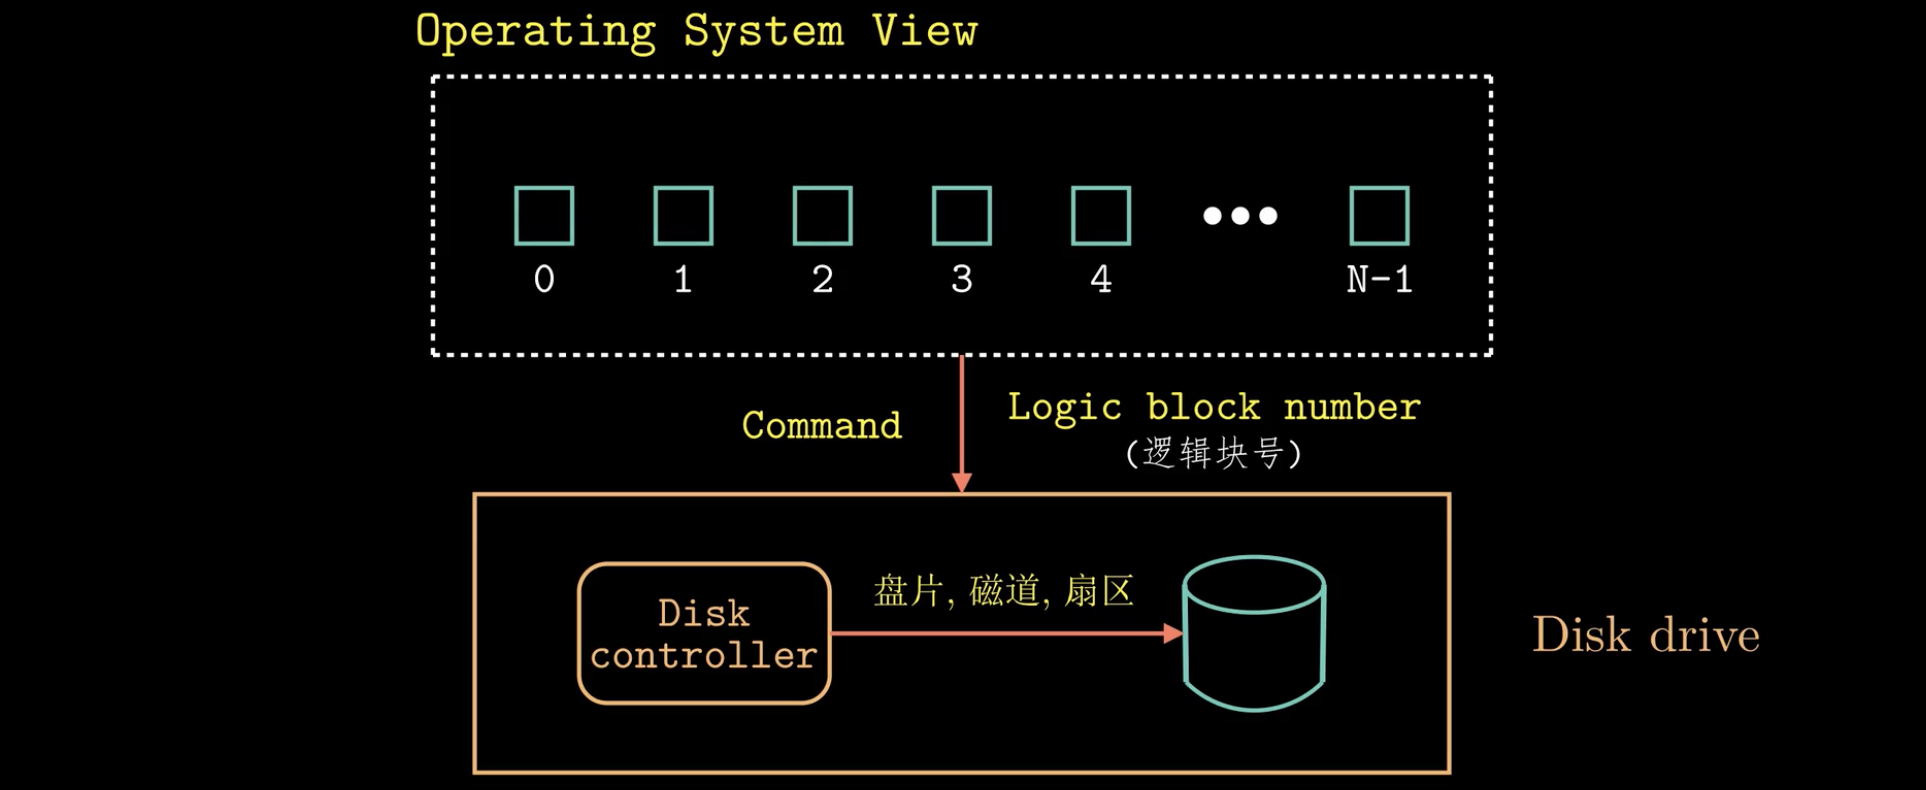 Operating System View
0 1 2 3 4 ••• N-1
Command
Logic block number
(逻辑块号)
Disk
controller
盘片, 磁道, 扇区
Disk drive